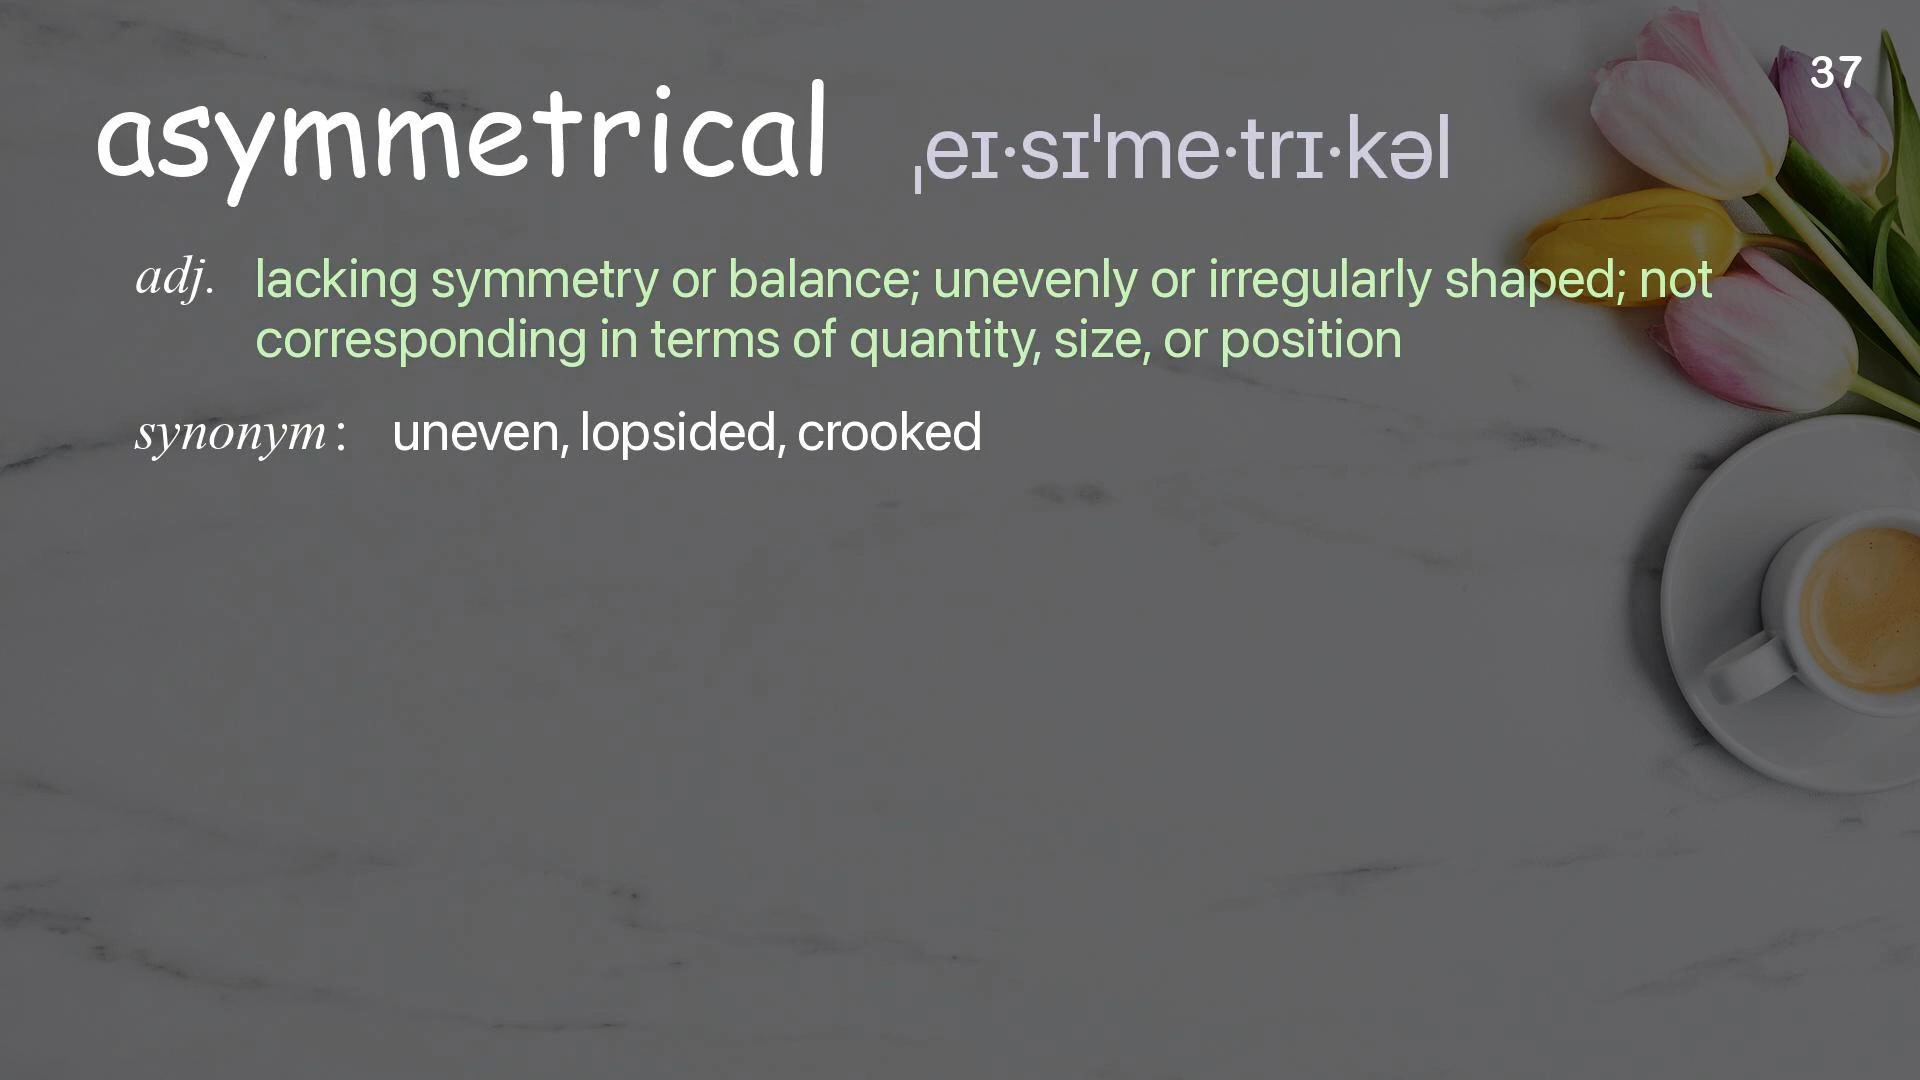 37
asymmetrical ˌeɪ·sɪˈme·trɪ·kəl
adj. lacking symmetry or balance; unevenly or irregularly shaped; not
corresponding in terms of quantity, size, or position
synonym : uneven, lopsided, crooked